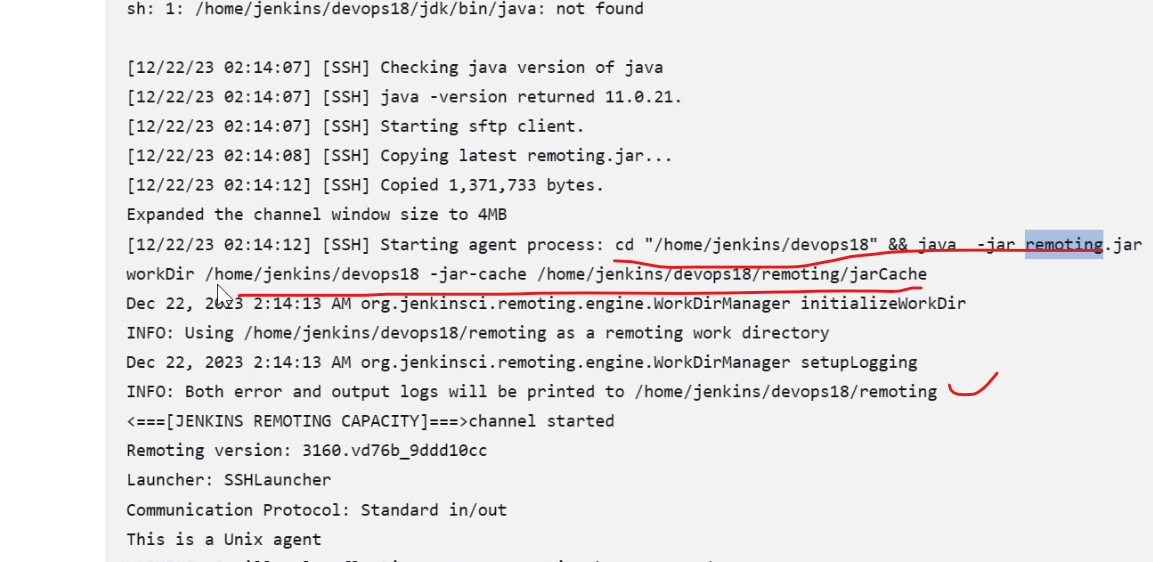 sh: 1: /home/jenkins/devops18/jdk/bin/java: not found
[12/22/23 02:14:07] [SSH] Checking java version of java
[12/22/23 02:14:07] [SSH] java -version returned 11.0.21.
[12/22/23 02:14:07] [SSH] Starting sftp client.
[12/22/23 02:14:08] [SSH] Copying latest remoting.jar...
[12/22/23 02:14:12] [SSH] Copied 1,371,733 bytes.
Expanded the channel window size to 4MB
[12/22/23 02:14:12] [SSH] Starting agent process: cd "/home/jenkins/devops18" && java  -jar remoting.jar
workDir /home/jenkins/devops18 -jar-cache /home/jenkins/devops18/remoting/jarCache
Dec 22, 2023 2:14:13 AM org.jenkinsci.remoting.engine.WorkDirManager initializeWorkDir
INFO: Using /home/jenkins/devops18/remoting as a remoting work directory
Dec 22, 2023 2:14:13 AM org.jenkinsci.remoting.engine.WorkDirManager setupLogging
INFO: Both error and output logs will be printed to /home/jenkins/devops18/remoting
<===[JENKINS REMOTING CAPACITY]===>channel started
Remoting version: 3160.vd76b_9ddd10cc
Launcher: SSHLauncher
Communication Protocol: Standard in/out
This is a Unix agent